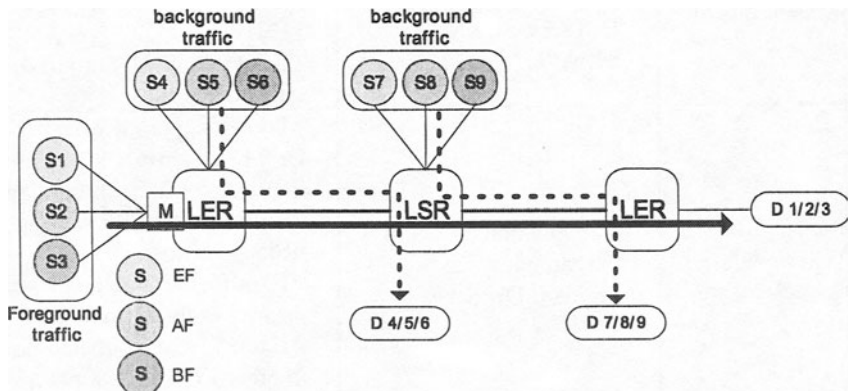 background
traffic
background
traffic
S4
S5
S6
S7
S8
S9
S1
S2
S3
M
LER
LSR
LER
D 1/2/3
Foreground
traffic
S
EF
S
AF
S
BF
D 4/5/6
D 7/8/9